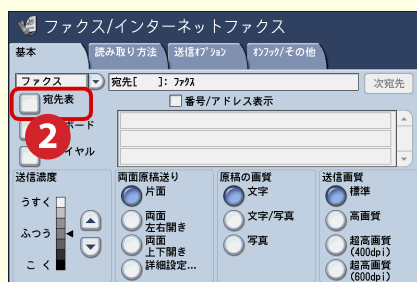 ファクス/インターネットファクス
基本 読み取り方法 送信ｵﾌﾟｼｮﾝ ｵﾝﾌｯｸ/その他
ファクス 宛先[ ]: ﾌｧｸｽ 次宛先
宛先表 番号/アドレス表示
2
ード
イヤル
送信濃度 両面原稿送り 原稿の画質 送信画質
片面 文字 標準
うすく
両面
左右開き 文字/写真 高画質
ふつう
両面
上下開き 写真 超高画質
(400dpi)
こく 詳細設定... 超高画質
(600dpi)